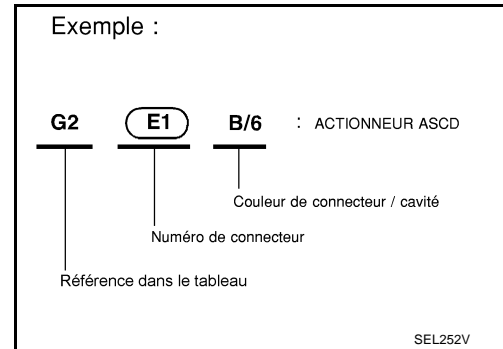 Exemple :
G2 E1 B/6 : ACTIONNEUR ASCD
Couleur de connecteur / cavité
Numéro de connecteur
Référence dans le tableau
SEL252V